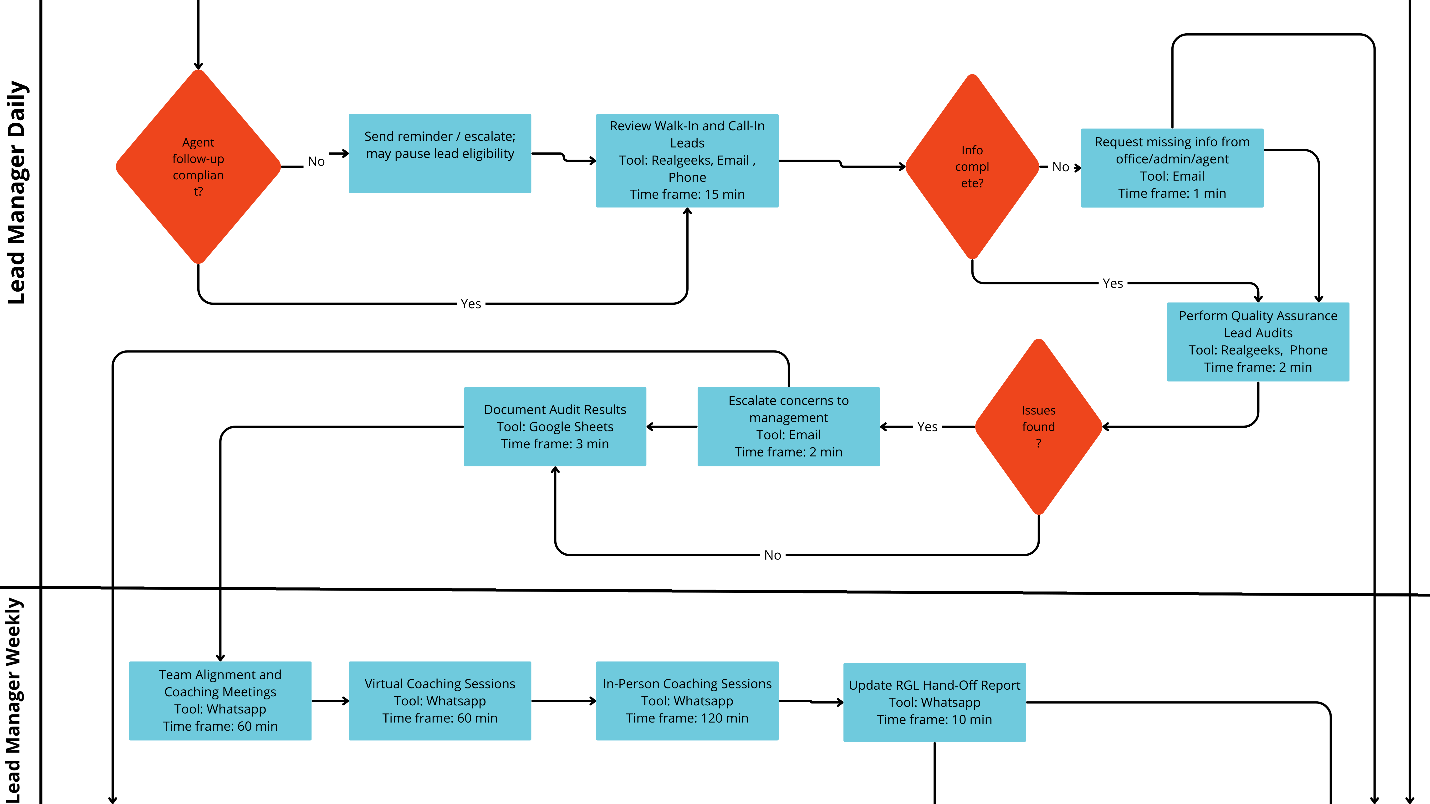 Lead Manager Daily
Agent
follow-up
complian
t?
No
Send reminder / escalate;
may pause lead eligibility
Review Walk-In and Call-In
Leads
Tool: Realgeeks, Email ,
Phone
Time frame: 15 min
Info
compl
ete?
No
Request missing info from
office/admin/agent
Tool: Email
Time frame: 1 min
Yes
Yes
Perform Quality Assurance
Lead Audits
Tool: Realgeeks,  Phone
Time frame: 2 min
Issues
found
?
Yes
Escalate concerns to
management
Tool: Email
Time frame: 2 min
Document Audit Results
Tool: Google Sheets
Time frame: 3 min
No
Lead Manager Weekly
Team Alignment and
Coaching Meetings
Tool: Whatsapp
Time frame: 60 min
Virtual Coaching Sessions
Tool: Whatsapp
Time frame: 60 min
In-Person Coaching Sessions
Tool: Whatsapp
Time frame: 120 min
Update RGL Hand-Off Report
Tool: Whatsapp
Time frame: 10 min